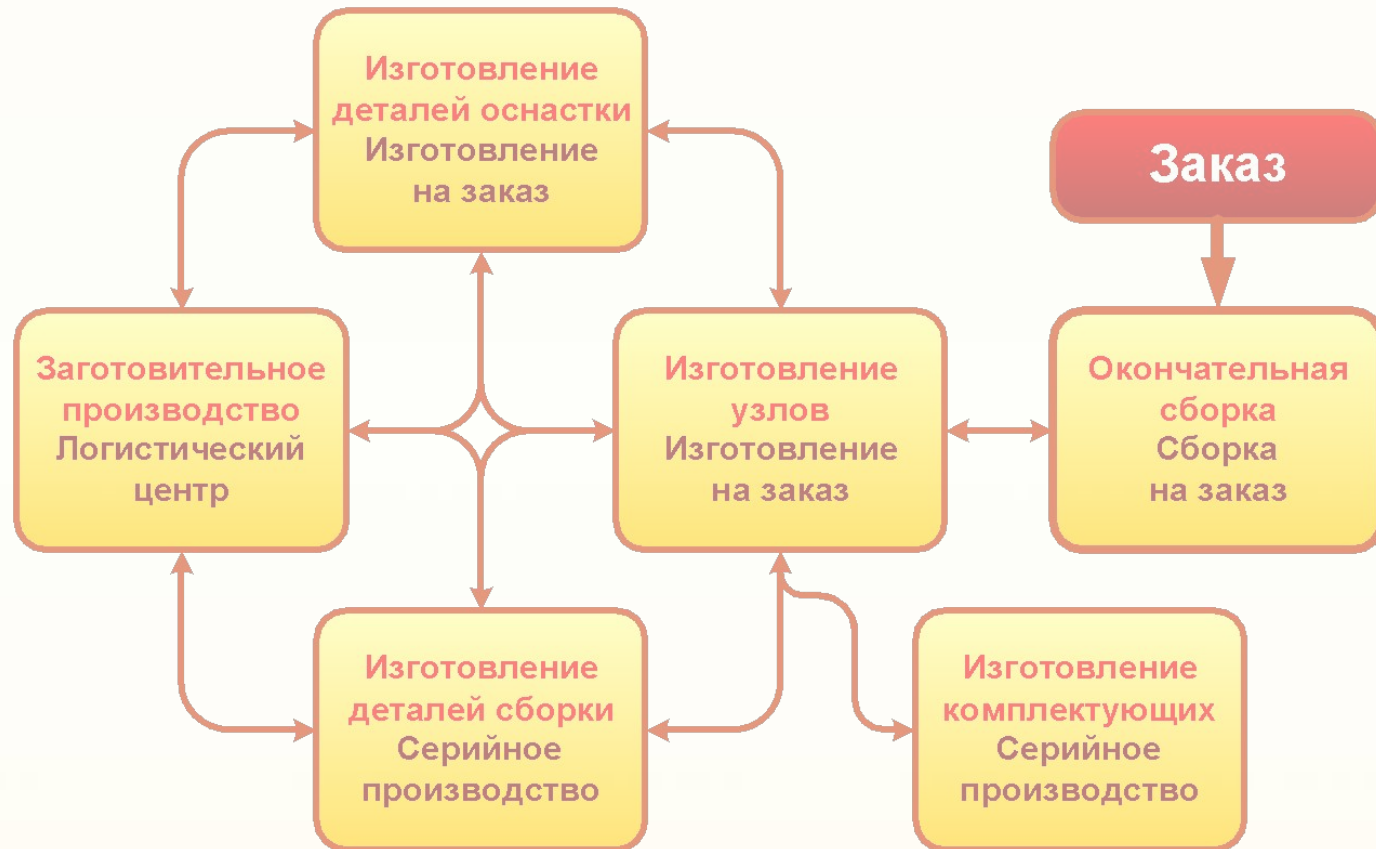 Изготовление
деталей оснастки
Изготовление
на заказ
Заказ
Заготовительное
производство
Логистический
центр
Изготовление
узлов
Изготовление
на заказ
Окончательная
сборка
Сборка
на заказ
Изготовление
деталей сборки
Серийное
производство
Изготовление
комплектующих
Серийное
производство